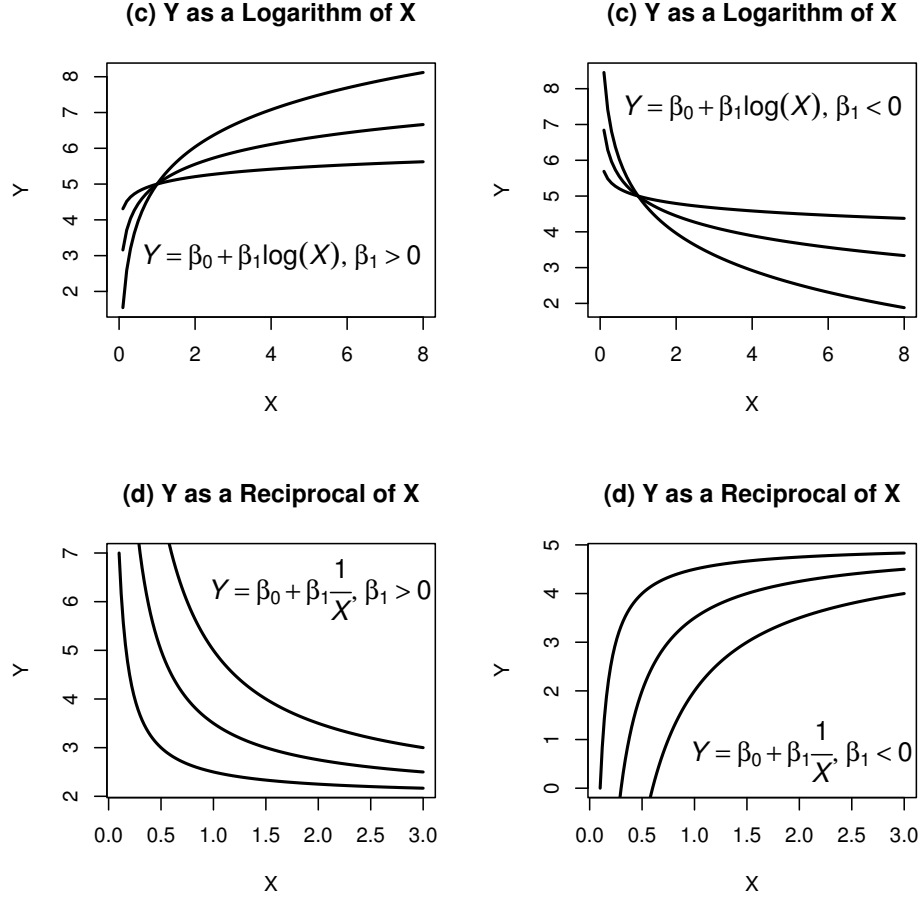 (c) Y as a Logarithm of X
8
7
6
5
4
3
2
Y
Y = β0 + β1log(X), β1 > 0
0 2 4 6 8
X
(c) Y as a Logarithm of X
8
7
6
5
4
3
2
Y
Y = β0 + β1log(X), β1 < 0
0 2 4 6 8
X
(d) Y as a Reciprocal of X
7
6
5
4
3
2
Y
Y = β0 + β1 1/X, β1 > 0
0.0 0.5 1.0 1.5 2.0 2.5 3.0
X
(d) Y as a Reciprocal of X
5
4
3
2
1
0
Y
Y = β0 + β1 1/X, β1 < 0
0.0 0.5 1.0 1.5 2.0 2.5 3.0
X